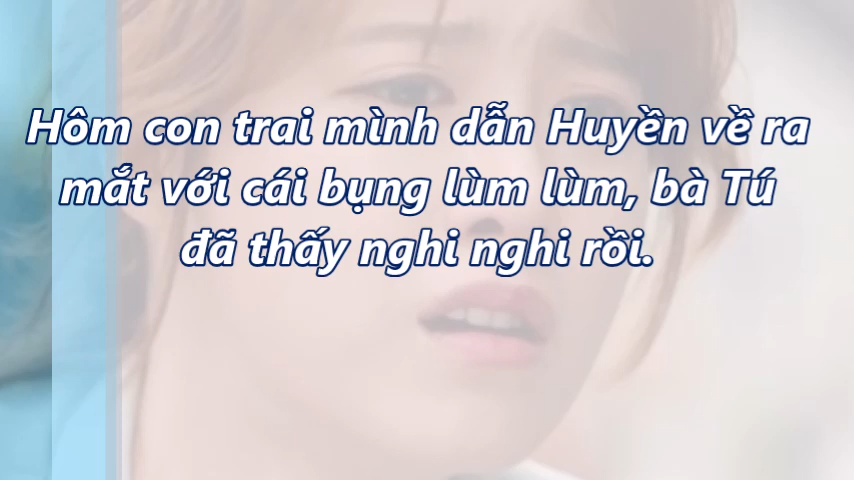 Hôm con trai mình dẫn Huyền về ra
mắt với cái bụng lùm lùm, bà Tú
đã thấy nghi nghi rồi.